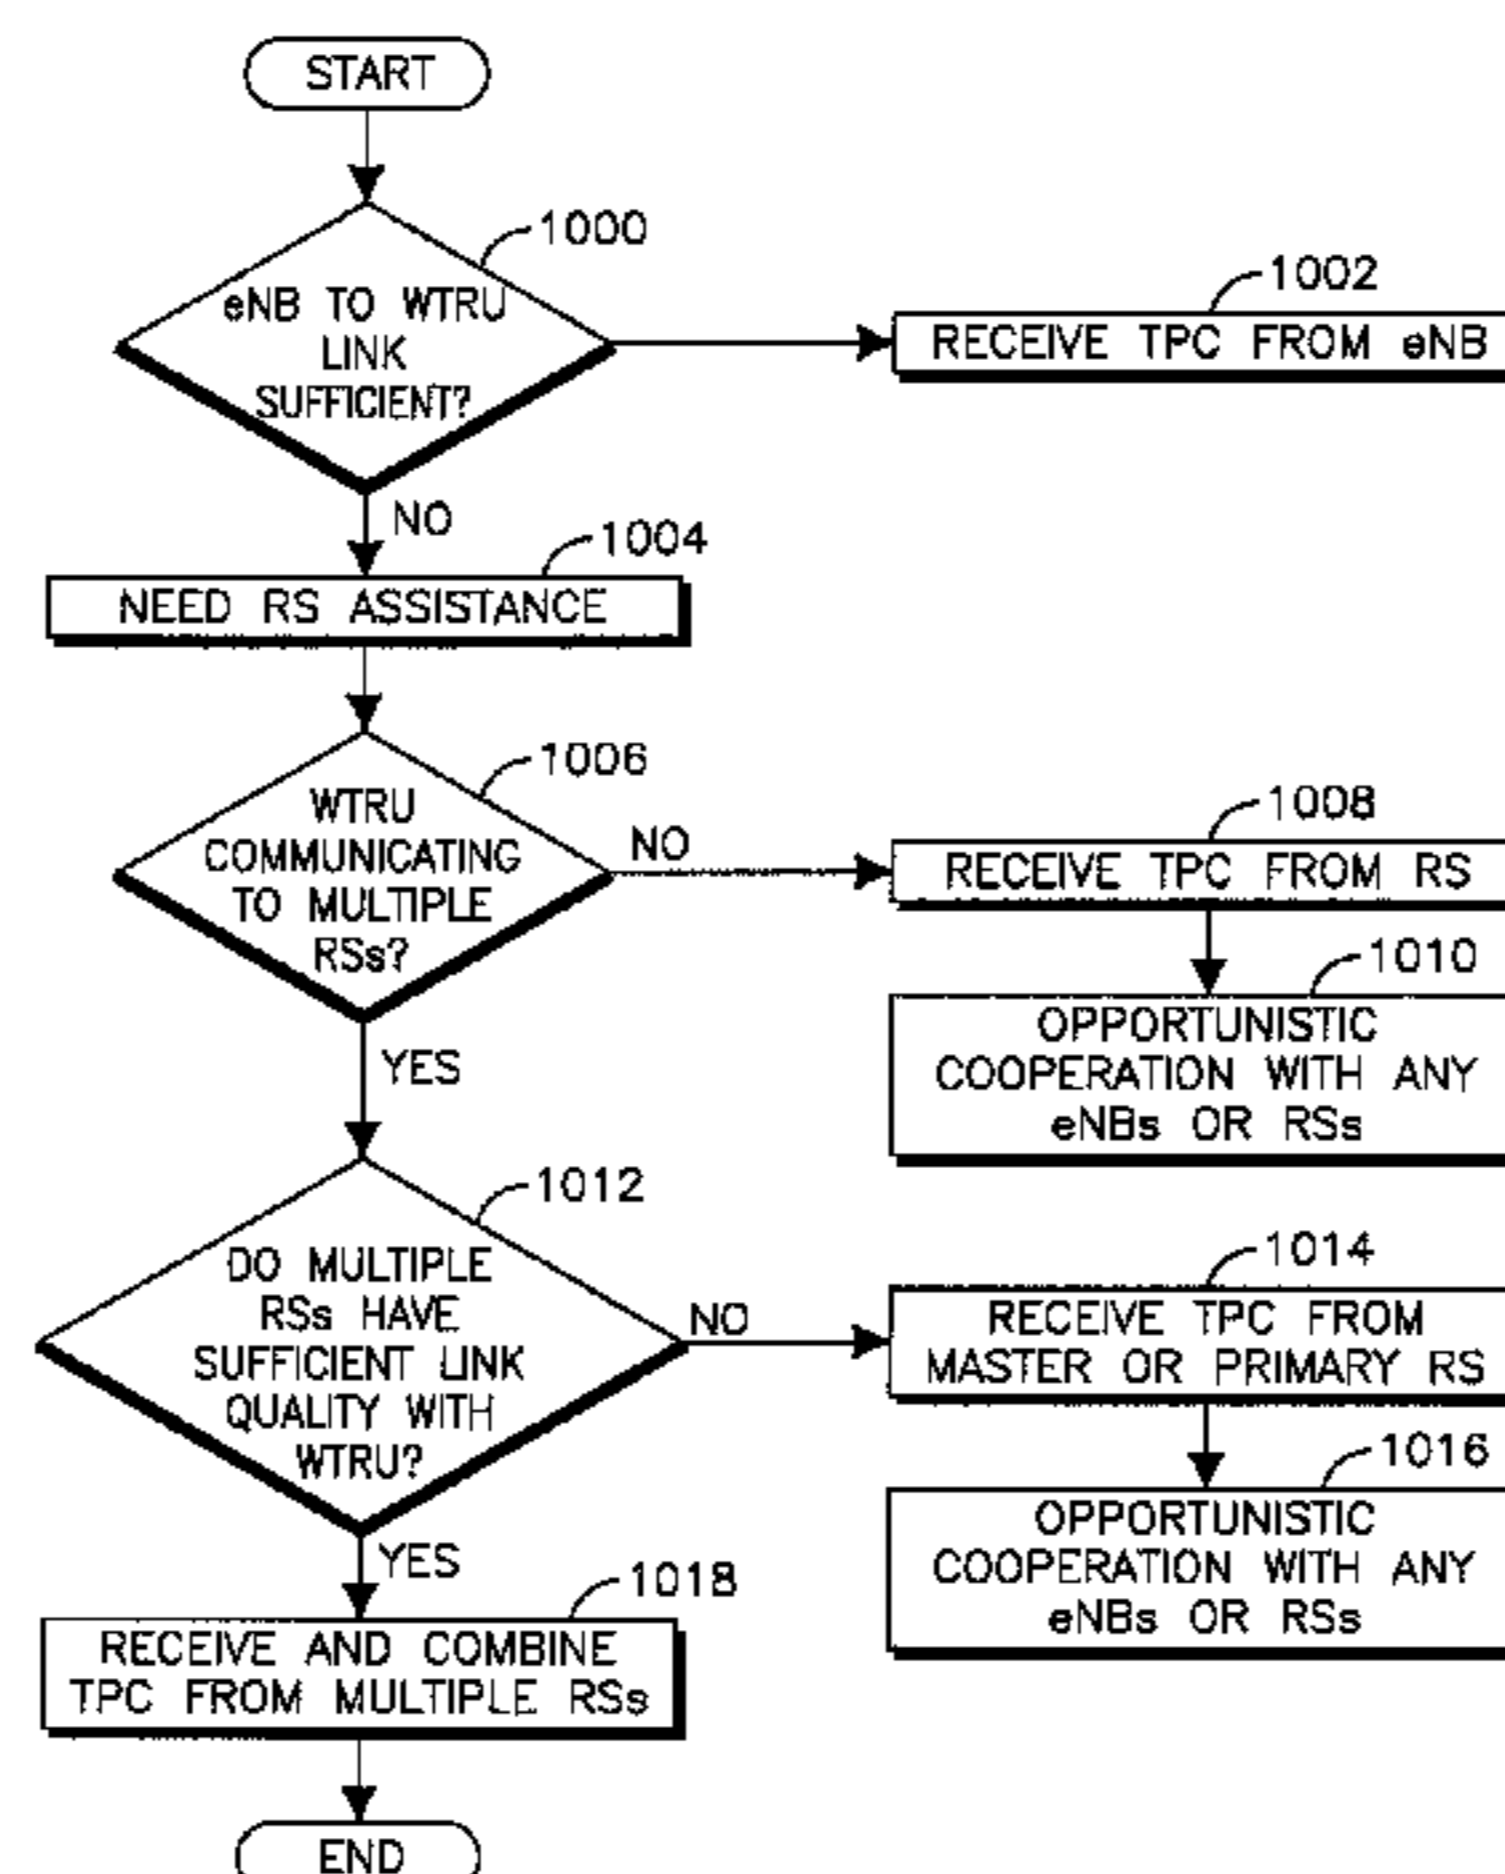 START
1000
eNB TO WTRU
LINK
SUFFICIENT?
1002
RECEIVE TPC FROM eNB
NO
1004
NEED RS ASSISTANCE
1006
WTRU
COMMUNICATING
TO MULTIPLE
RSs?
NO
1008
RECEIVE TPC FROM RS
1010
OPPORTUNISTIC
COOPERATION WITH ANY
eNBs OR RSs
YES
1012
DO MULTIPLE
RSs HAVE
SUFFICIENT LINK
QUALITY WITH
WTRU?
NO
1014
RECEIVE TPC FROM
MASTER OR PRIMARY RS
1016
OPPORTUNISTIC
COOPERATION WITH ANY
eNBs OR RSs
YES
1018
RECEIVE AND COMBINE
TPC FROM MULTIPLE RSs
END